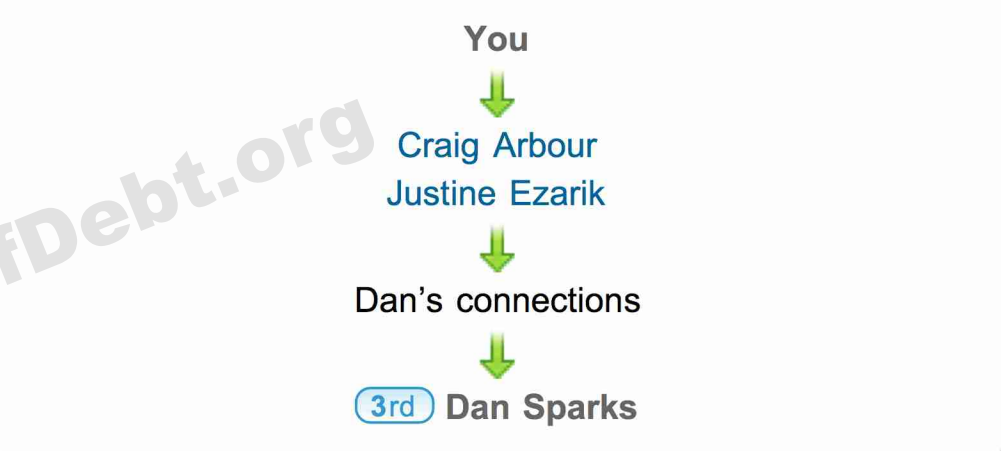 You
Craig Arbour
Justine Ezarik
Dan’s connections
3rd Dan Sparks
fDebt.org